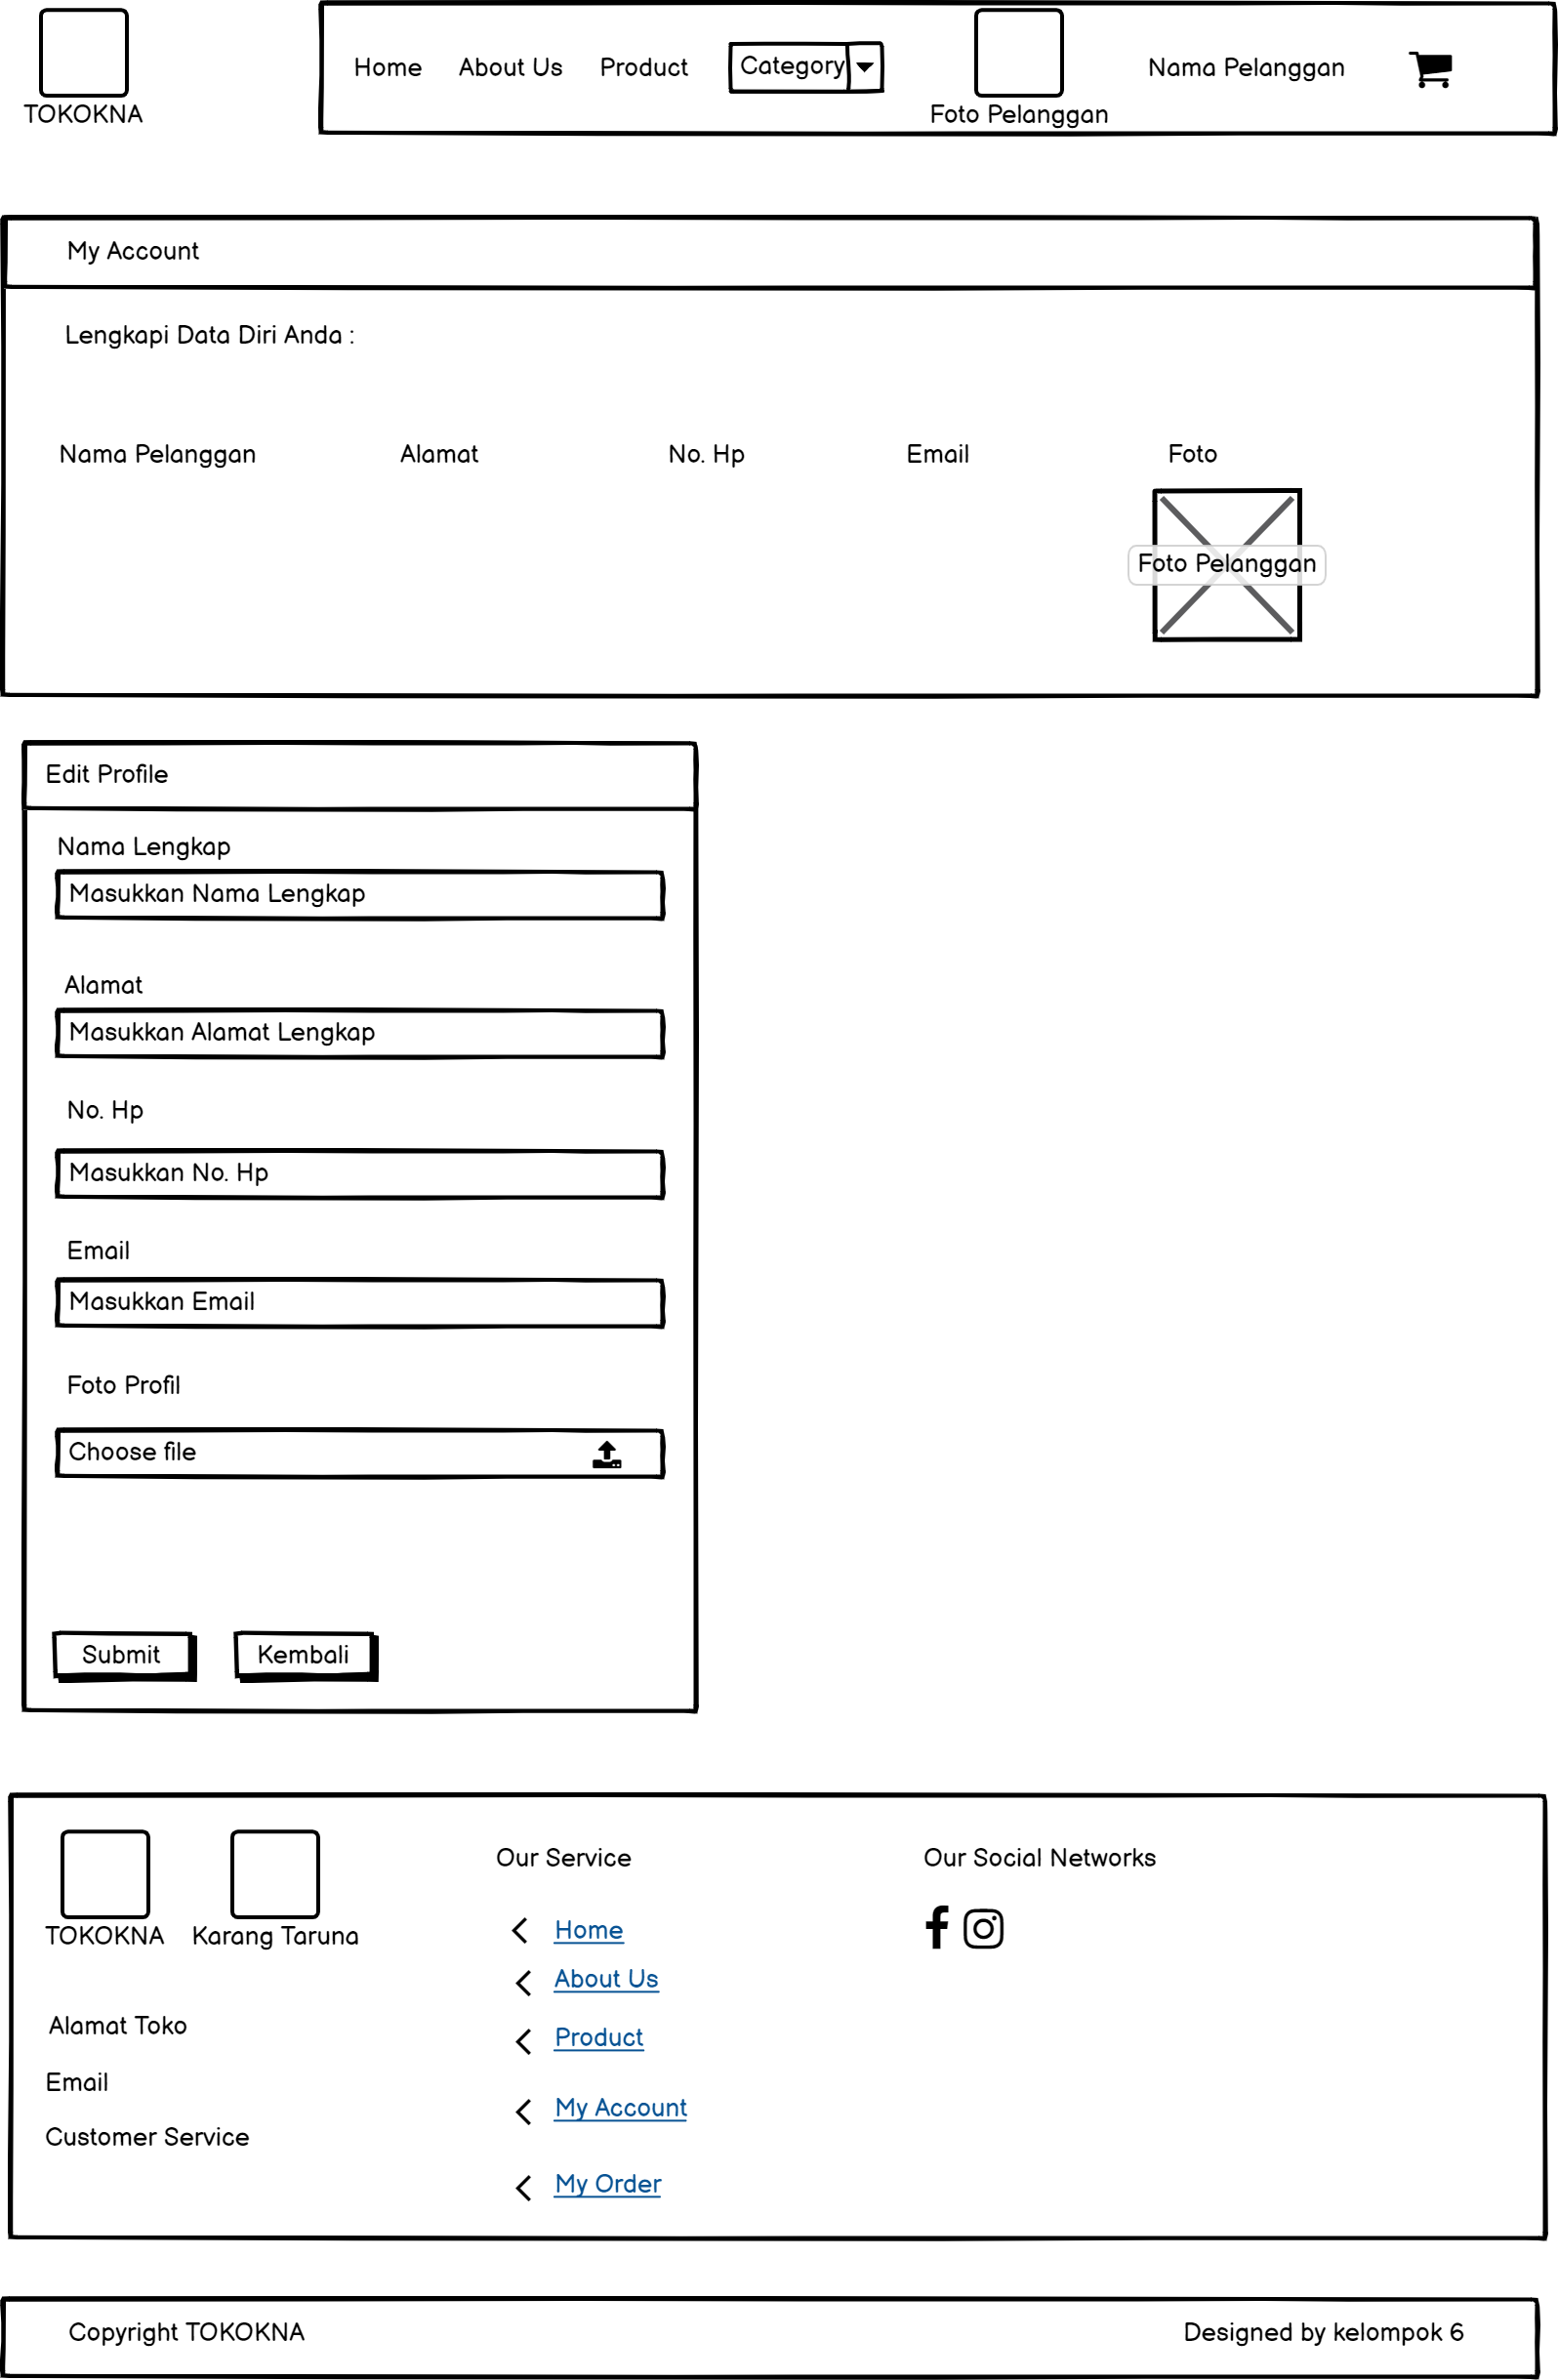 TOKOKNA
Home
About Us
Product
Category
Foto Pelanggan
Nama Pelanggan
My Account
Lengkapi Data Diri Anda :
Nama Pelanggan
Alamat
No. Hp
Email
Foto
Foto Pelanggan
Edit Profile
Nama Lengkap
Masukkan Nama Lengkap
Alamat
Masukkan Alamat Lengkap
No. Hp
Masukkan No. Hp
Email
Masukkan Email
Foto Profil
Choose file
Submit
Kembali
TOKOKNA
Karang Taruna
Alamat Toko
Email
Customer Service
Our Service
Home
About Us
Product
My Account
My Order
Our Social Networks
Copyright TOKOKNA
Designed by kelompok 6